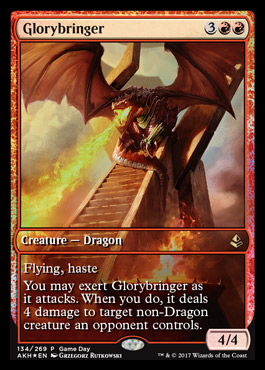 Glorybringer 3
Creature — Dragon
Flying, haste
You may exert Glorybringer as
it attacks. When you do, it deals
4 damage to target non-Dragon
creature an opponent controls.
4/4
134/269 P Game Day
AKH★EN Grzegorz Rutkowski ™ & © 2017 Wizards of the Coast